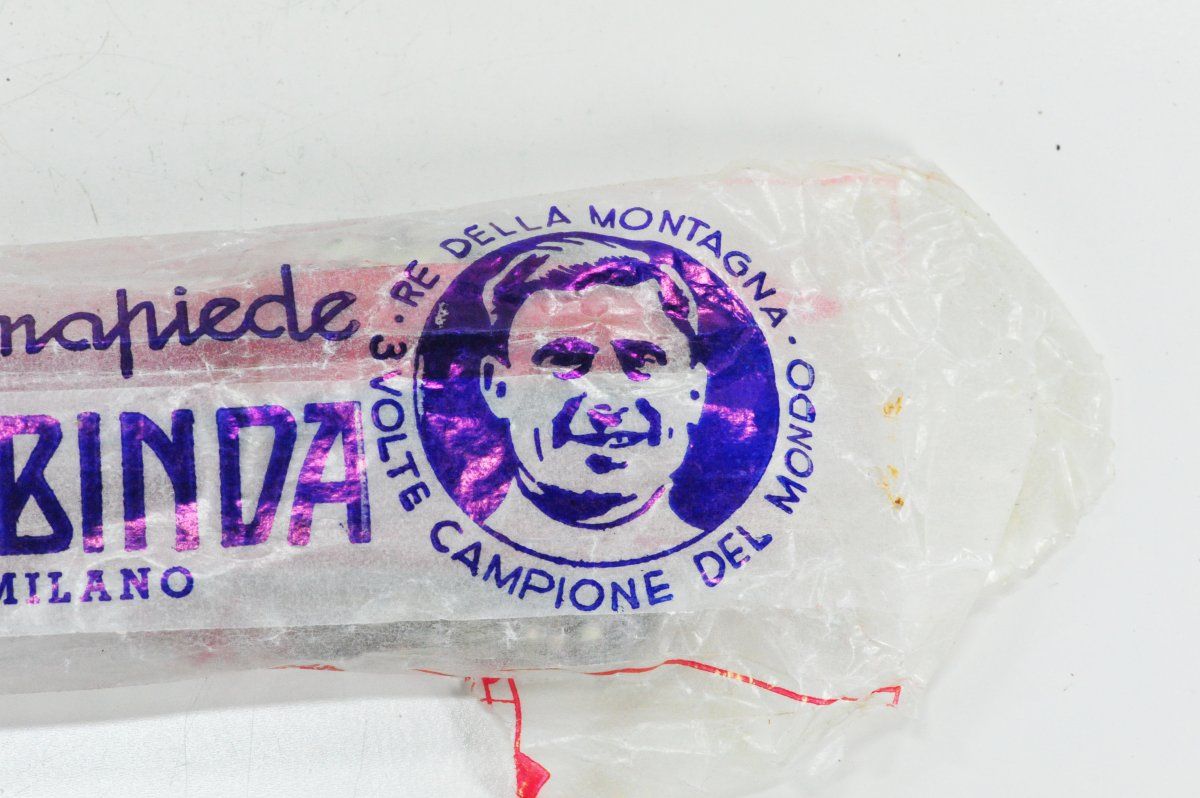 mapiede
BINDA
MILANO
· RE DELLA MONTAGNA ·
3 VOLTE CAMPIONE DEL MONDO